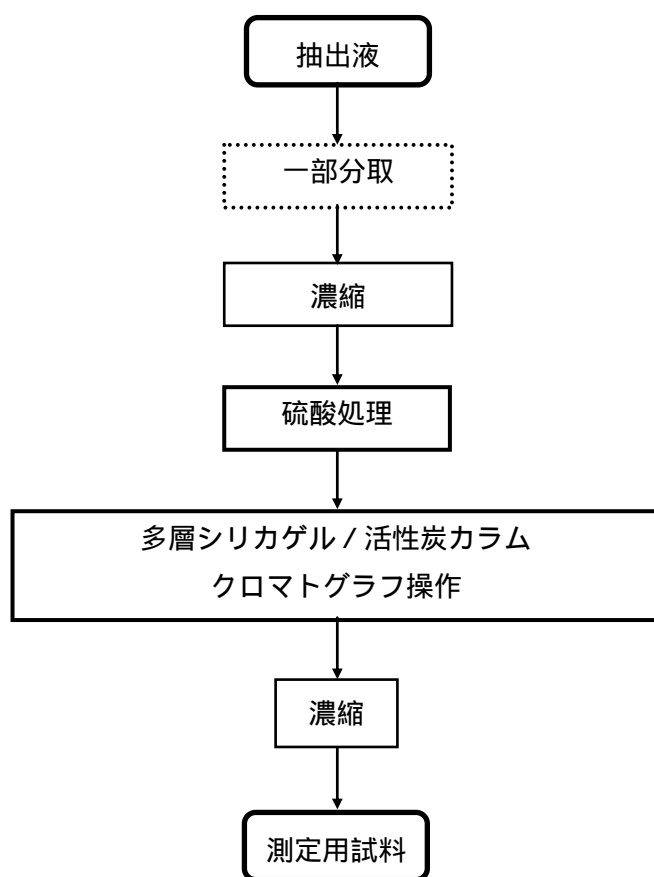 抽出液
一部分取
濃縮
硫酸処理
多層シリカゲル / 活性炭カラム
クロマトグラフ操作
濃縮
測定用試料